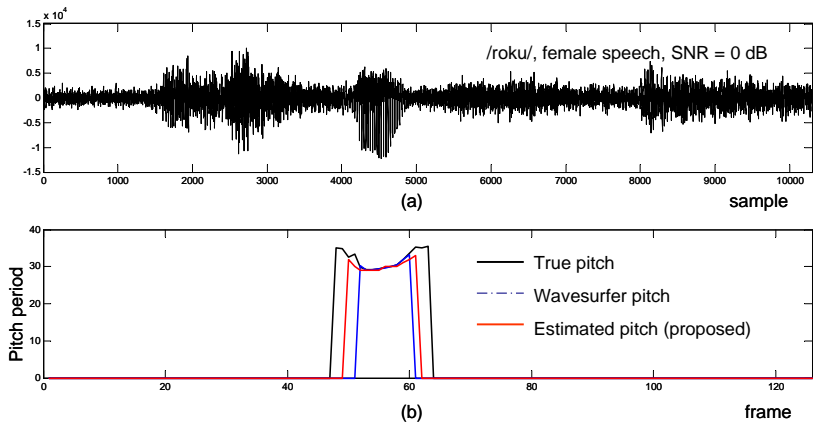 x 10^4
1.5
1
0.5
0
-0.5
-1
-1.5
/roku/, female speech, SNR = 0 dB
0 1000 2000 3000 4000 5000 6000 7000 8000 9000 10000
(a) sample
Pitch period
40
30
20
10
0
True pitch
Wavesurfer pitch
Estimated pitch (proposed)
0 20 40 60 80 100 120
(b) frame